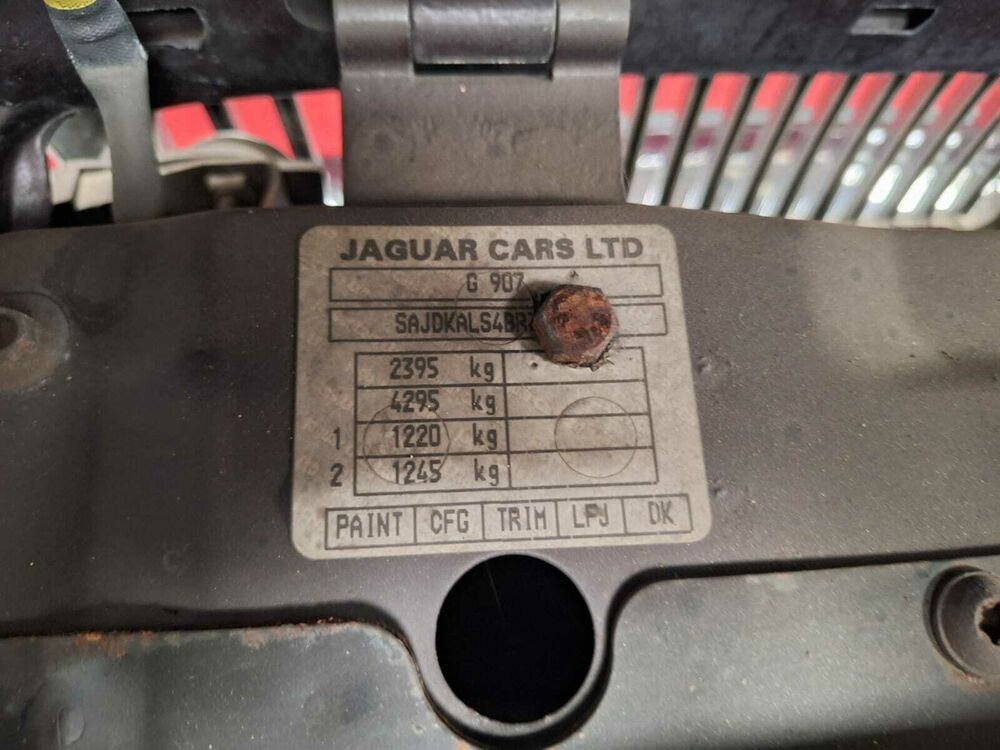 JAGUAR CARS LTD
G 907
SAJDKALS4BR
2395 kg
4295 kg
1 1220 kg
2 1245 kg
PAINT CFG TRIM LPJ DK